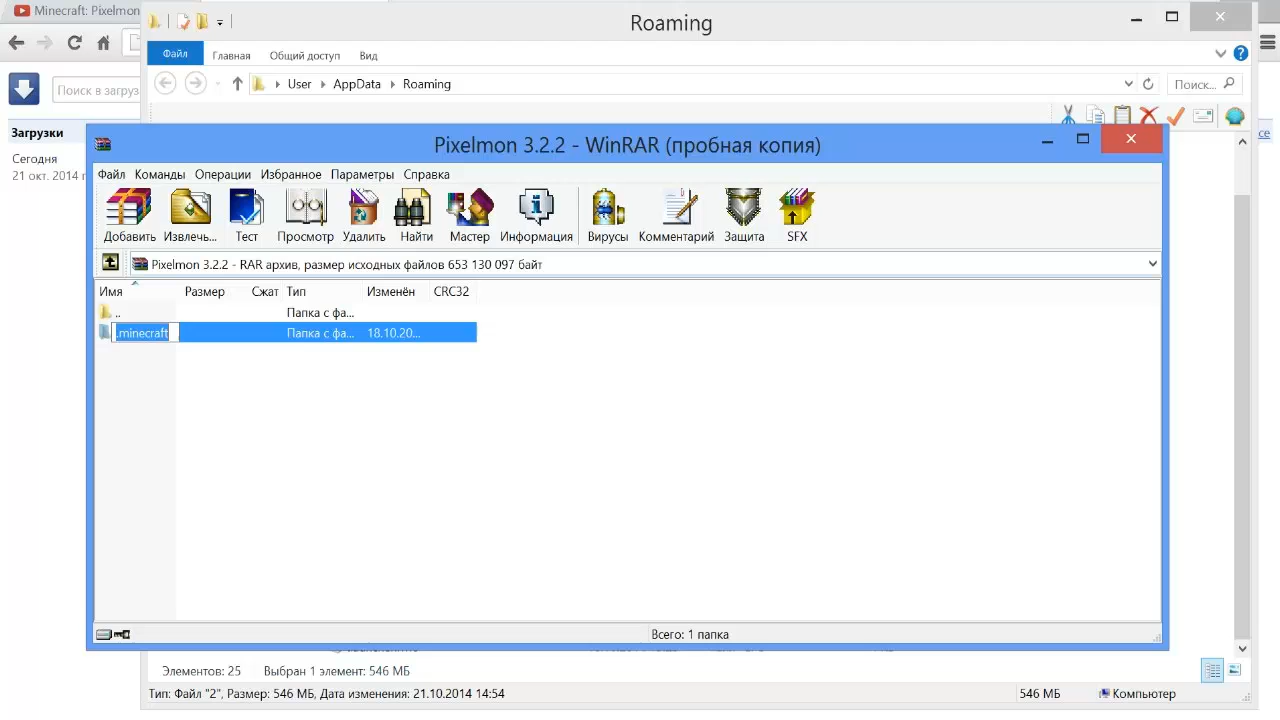 Minecraft: Pixelmon
Roaming
Файл Главная Общий доступ Вид
User AppData Roaming Поиск...
Поиск в загруз
Загрузки
Сегодня
21 окт. 2014 г
се
Pixelmon 3.2.2 - WinRAR (пробная копия)
Файл Команды Операции Избранное Параметры Справка
Добавить Извлечь... Тест Просмотр Удалить Найти Мастер Информация Вирусы Комментарий Защита SFX
Pixelmon 3.2.2 - RAR архив, размер исходных файлов 653 130 097 байт
Имя Размер Сжат Тип Изменён CRC32
.. Папка с фа...
.minecraft Папка с фа... 18.10.20...
Всего: 1 папка
Элементов: 25 Выбран 1 элемент: 546 МБ
Тип: Файл "2", Размер: 546 МБ, Дата изменения: 21.10.2014 14:54 546 МБ Компьютер